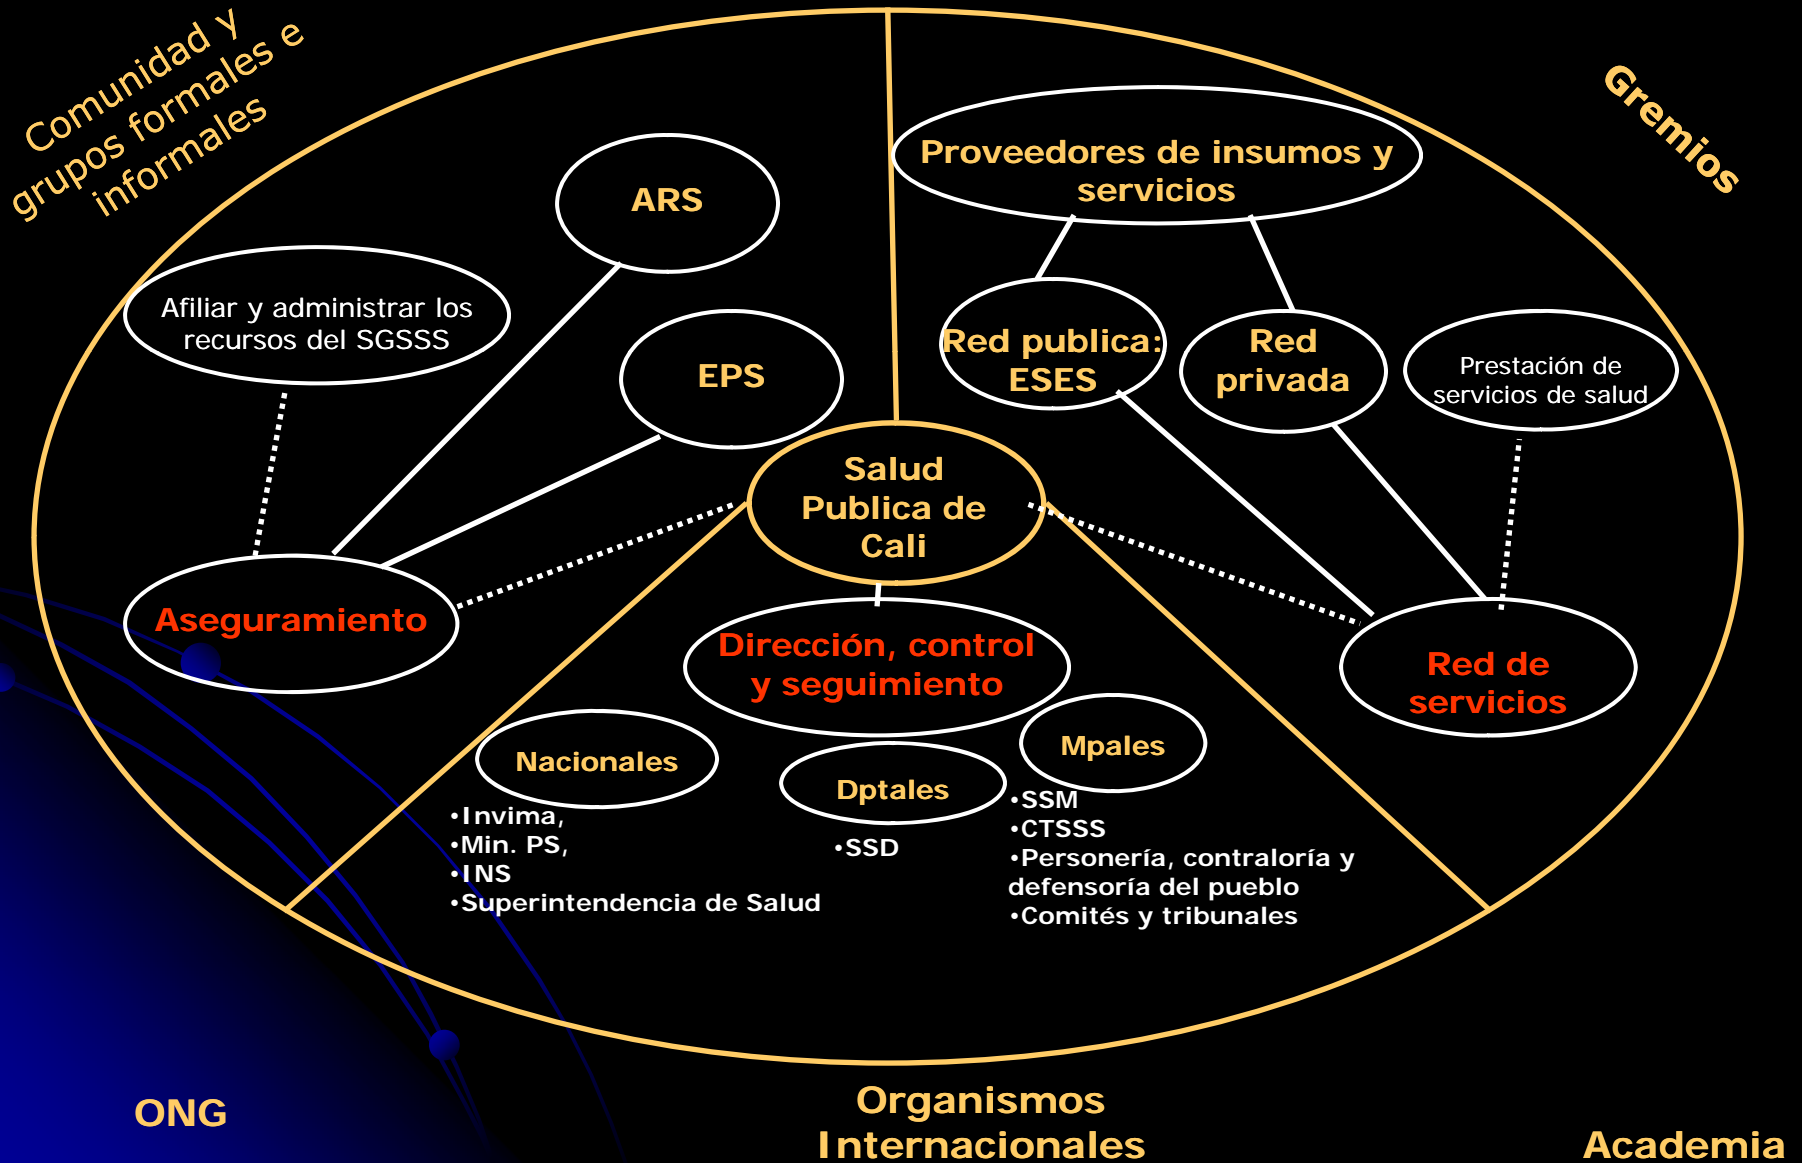 Comunidad y
grupos formales e
informales
Gremios
Proveedores de insumos y
servicios
ARS
Afiliar y administrar los
recursos del SGSSS
EPS
Red publica:
ESES
Red
privada
Prestación de
servicios de salud
Salud
Publica de
Cali
Aseguramiento
Dirección, control
y seguimiento
Red de
servicios
Nacionales
•Invima,
•Min. PS,
•INS
•Superintendencia de Salud
Dptales
•SSD
Mpales
•SSM
•CTSSS
•Personería, contraloría y
defensoría del pueblo
•Comités y tribunales
ONG
Organismos
Internacionales
Academia